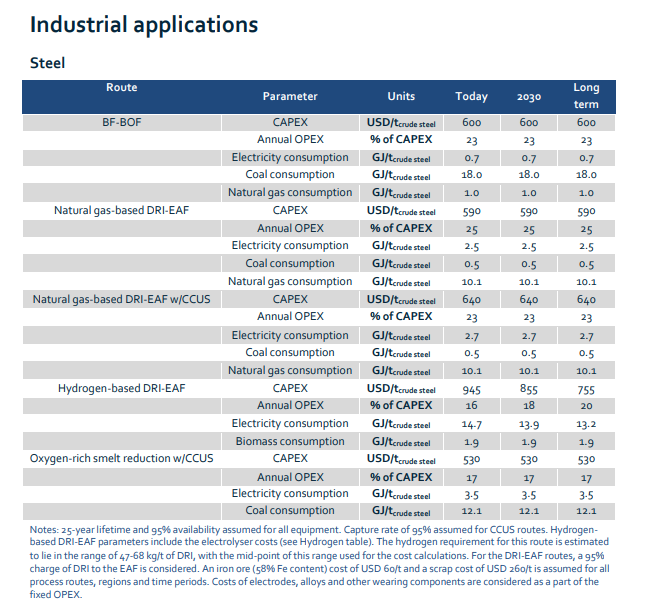 Industrial applications
Steel
Route Parameter Units Today 2030 Long term
BF-BOF CAPEX USD/tcrude steel 600 600 600
Annual OPEX % of CAPEX 23 23 23
Electricity consumption GJ/tcrude steel 0.7 0.7 0.7
Coal consumption GJ/tcrude steel 18.0 18.0 18.0
Natural gas consumption GJ/tcrude steel 1.0 1.0 1.0
Natural gas-based DRI-EAF CAPEX USD/tcrude steel 590 590 590
Annual OPEX % of CAPEX 25 25 25
Electricity consumption GJ/tcrude steel 2.5 2.5 2.5
Coal consumption GJ/tcrude steel 0.5 0.5 0.5
Natural gas consumption GJ/tcrude steel 10.1 10.1 10.1
Natural gas-based DRI-EAF w/CCUS CAPEX USD/tcrude steel 640 640 640
Annual OPEX % of CAPEX 23 23 23
Electricity consumption GJ/tcrude steel 2.7 2.7 2.7
Coal consumption GJ/tcrude steel 0.5 0.5 0.5
Natural gas consumption GJ/tcrude steel 10.1 10.1 10.1
Hydrogen-based DRI-EAF CAPEX USD/tcrude steel 945 855 755
Annual OPEX % of CAPEX 16 18 20
Electricity consumption GJ/tcrude steel 14.7 13.9 13.2
Biomass consumption GJ/tcrude steel 1.9 1.9 1.9
Oxygen-rich smelt reduction w/CCUS CAPEX USD/tcrude steel 530 530 530
Annual OPEX % of CAPEX 17 17 17
Electricity consumption GJ/tcrude steel 3.5 3.5 3.5
Coal consumption GJ/tcrude steel 12.1 12.1 12.1
Notes: 25-year lifetime and 95% availability assumed for all equipment. Capture rate of 95% assumed for CCUS routes. Hydrogen-
based DRI-EAF parameters include the electrolyser costs (see Hydrogen table). The hydrogen requirement for this route is estimated
to lie in the range of 47-68 kg/t of DRI, with the mid-point of this range used for the cost calculations. For the DRI-EAF routes, a 95%
charge of DRI to the EAF is considered. An iron ore (58% Fe content) cost of USD 60/t and a scrap cost of USD 260/t is assumed for all
process routes, regions and time periods. Costs of electrodes, alloys and other wearing components are considered as a part of the
fixed OPEX.